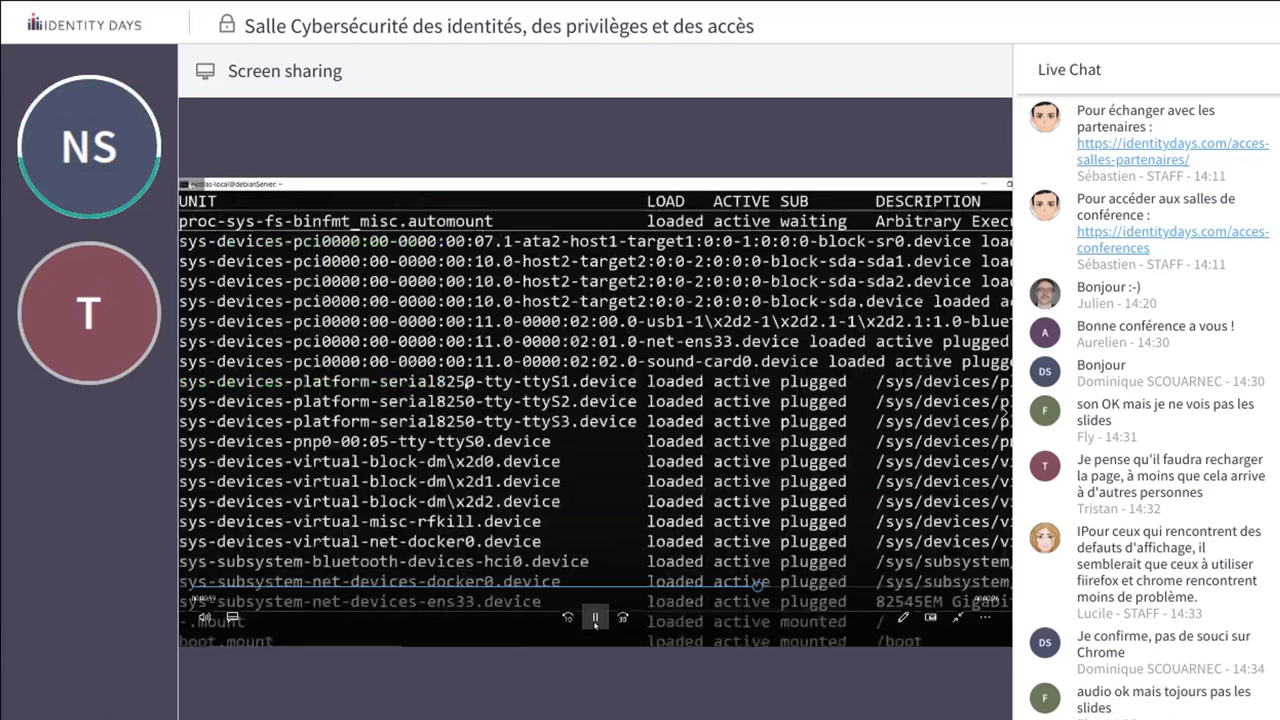 IDENTITY DAYS
Salle Cybersécurité des identités, des privilèges et des accès
NS
T
Screen sharing
nicolas-local@debianServer: ~
UNIT LOAD ACTIVE SUB DESCRIPTION
proc-sys-fs-binfmt_misc.automount loaded active waiting Arbitrary Execu
sys-devices-pci0000:00-0000:00:07.1-ata2-host1-target1:0:0-1:0:0:0-block-sr0.device load
sys-devices-pci0000:00-0000:00:10.0-host2-target2:0:0-2:0:0:0-block-sda-sda1.device loa
sys-devices-pci0000:00-0000:00:10.0-host2-target2:0:0-2:0:0:0-block-sda-sda2.device loa
sys-devices-pci0000:00-0000:00:10.0-host2-target2:0:0-2:0:0:0-block-sda.device loaded a
sys-devices-pci0000:00-0000:00:11.0-0000:02:00.0-usb1-1\x2d2-1\x2d2.1-1\x2d2.1:1.0-blue
sys-devices-pci0000:00-0000:00:11.0-0000:02:01.0-net-ens33.device loaded active plugged
sys-devices-pci0000:00-0000:00:11.0-0000:02:02.0-sound-card0.device loaded active plugg
sys-devices-platform-serial8250-tty-ttyS1.device loaded active plugged /sys/devices/pl
sys-devices-platform-serial8250-tty-ttyS2.device loaded active plugged /sys/devices/pl
sys-devices-platform-serial8250-tty-ttyS3.device loaded active plugged /sys/devices/pl
sys-devices-pnp0-00:05-tty-ttyS0.device loaded active plugged /sys/devices/pn
sys-devices-virtual-block-dm\x2d0.device loaded active plugged /sys/devices/vi
sys-devices-virtual-block-dm\x2d1.device loaded active plugged /sys/devices/vi
sys-devices-virtual-block-dm\x2d2.device loaded active plugged /sys/devices/vi
sys-devices-virtual-misc-rfkill.device loaded active plugged /sys/devices/vi
sys-devices-virtual-net-docker0.device loaded active plugged /sys/devices/vi
sys-subsystem-bluetooth-devices-hci0.device loaded active plugged /sys/subsystem/
sys-subsystem-net-devices-docker0.device loaded active plugged /sys/subsystem/
sys-subsystem-net-devices-ens33.device loaded active plugged 82545EM Gigabi
-.mount loaded active mounted /
boot.mount loaded active mounted /boot
10
30
Live Chat
Pour échanger avec les
partenaires :
https://identitydays.com/acces-
salles-partenaires/
Sébastien - STAFF - 14:11
Pour accéder aux salles de
conférence :
https://identitydays.com/acces-
conferences
Sébastien - STAFF - 14:11
Bonjour :-)
Julien - 14:20
A
Bonne conférence a vous !
Aurelien - 14:30
DS
Bonjour
Dominique SCOUARNEC - 14:30
F
son OK mais je ne vois pas les
slides
Fly - 14:31
T
Je pense qu'il faudra recharger
la page, à moins que cela arrive
à d'autres personnes
Tristan - 14:32
IPour ceux qui rencontrent des
defauts d'affichage, il
semblerait que ceux à utiliser
fiirefox et chrome rencontrent
moins de problème.
Lucile - STAFF - 14:33
DS
Je confirme, pas de souci sur
Chrome
Dominique SCOUARNEC - 14:34
F
audio ok mais tojours pas les
slides